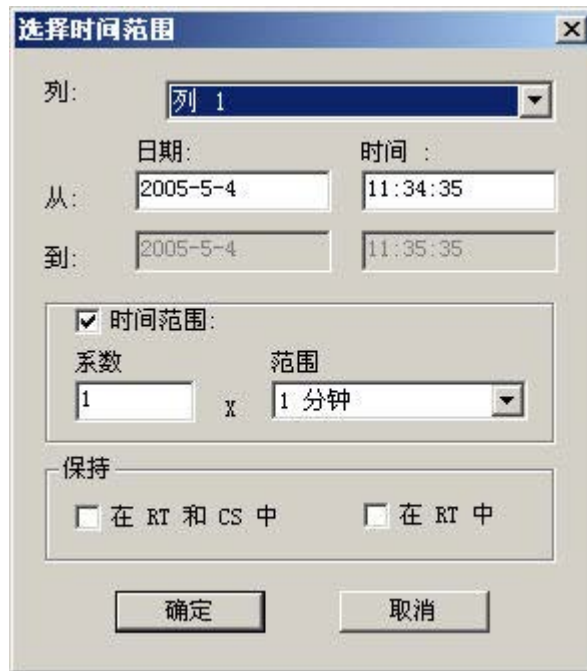 选择时间范围
列: 列 1
日期: 时间 :
从: 2005-5-4 11:34:35
到: 2005-5-4 11:35:35
时间范围:
系数 范围
1 X 1 分钟
保持
在 RT 和 CS 中 在 RT 中
确定 取消